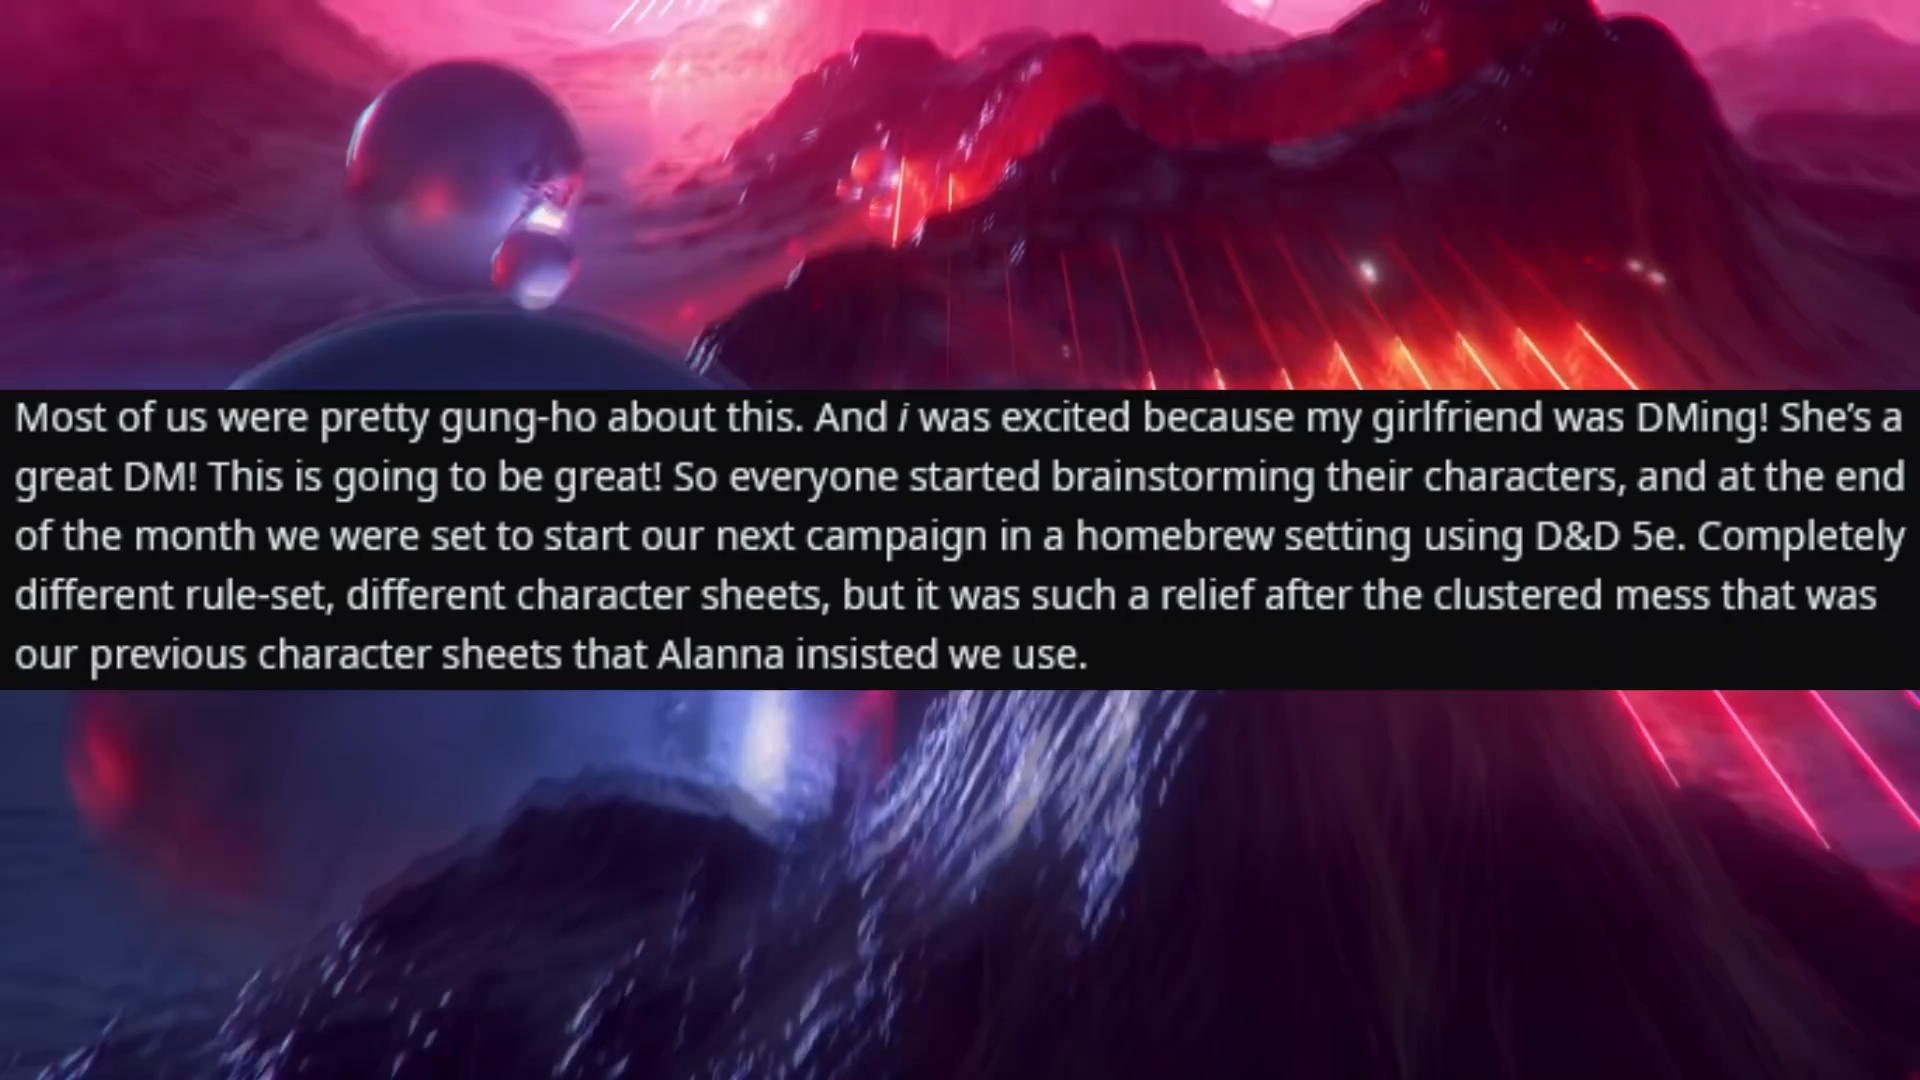 Most of us were pretty gung-ho about this. And i was excited because my girlfriend was DMing! She’s a
great DM! This is going to be great! So everyone started brainstorming their characters, and at the end
of the month we were set to start our next campaign in a homebrew setting using D&D 5e. Completely
different rule-set, different character sheets, but it was such a relief after the clustered mess that was
our previous character sheets that Alanna insisted we use.